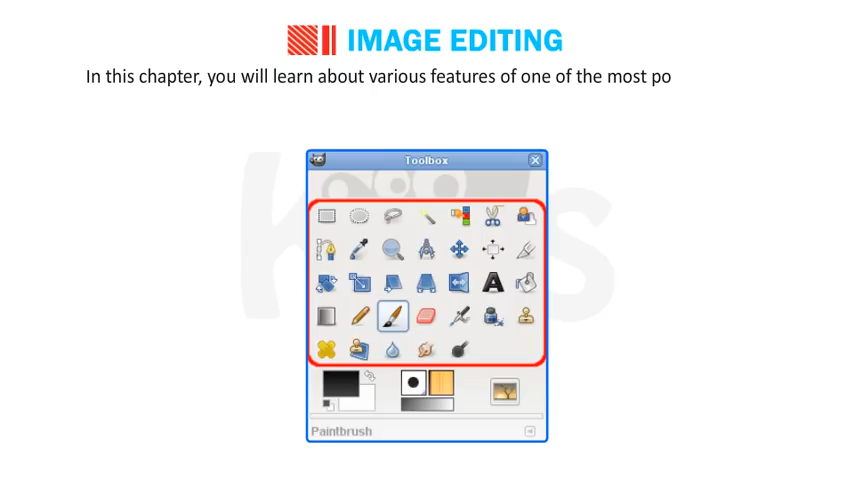 IMAGE EDITING
In this chapter, you will learn about various features of one of the most po
Toolbox
Paintbrush